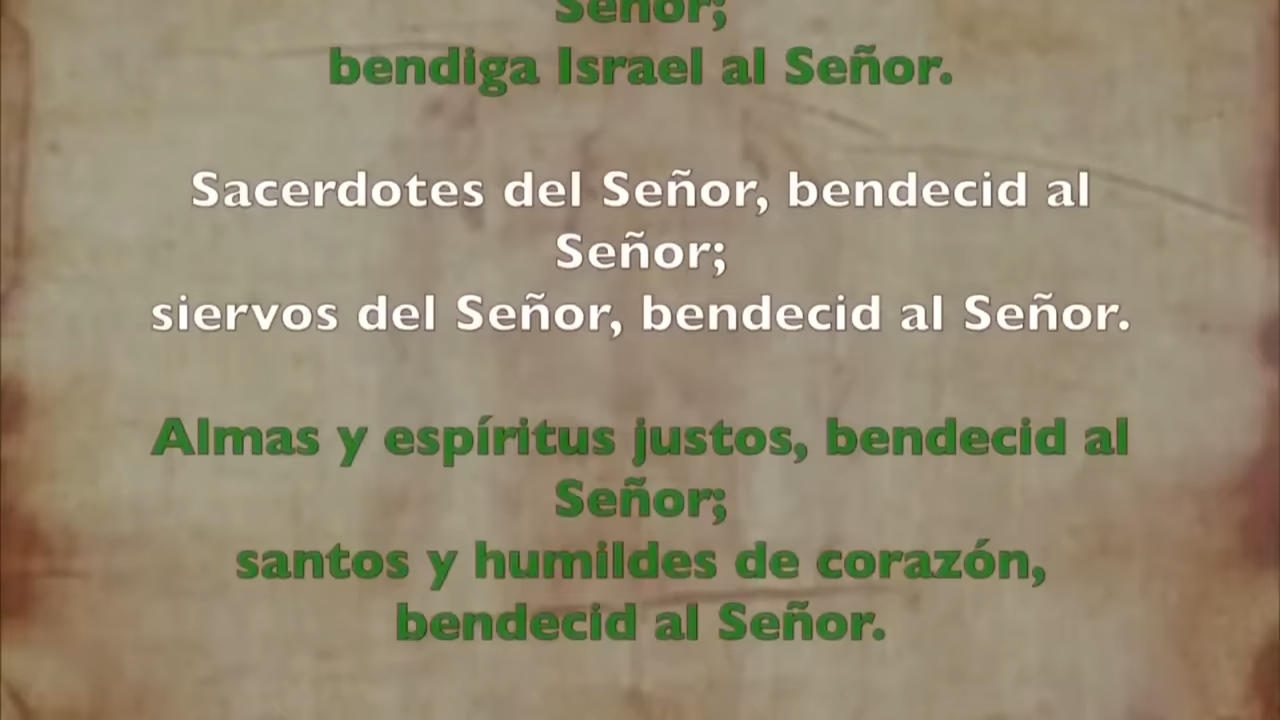 Señor;
bendiga Israel al Señor.
Sacerdotes del Señor, bendecid al
Señor;
siervos del Señor, bendecid al Señor.
Almas y espíritus justos, bendecid al
Señor;
santos y humildes de corazón,
bendecid al Señor.